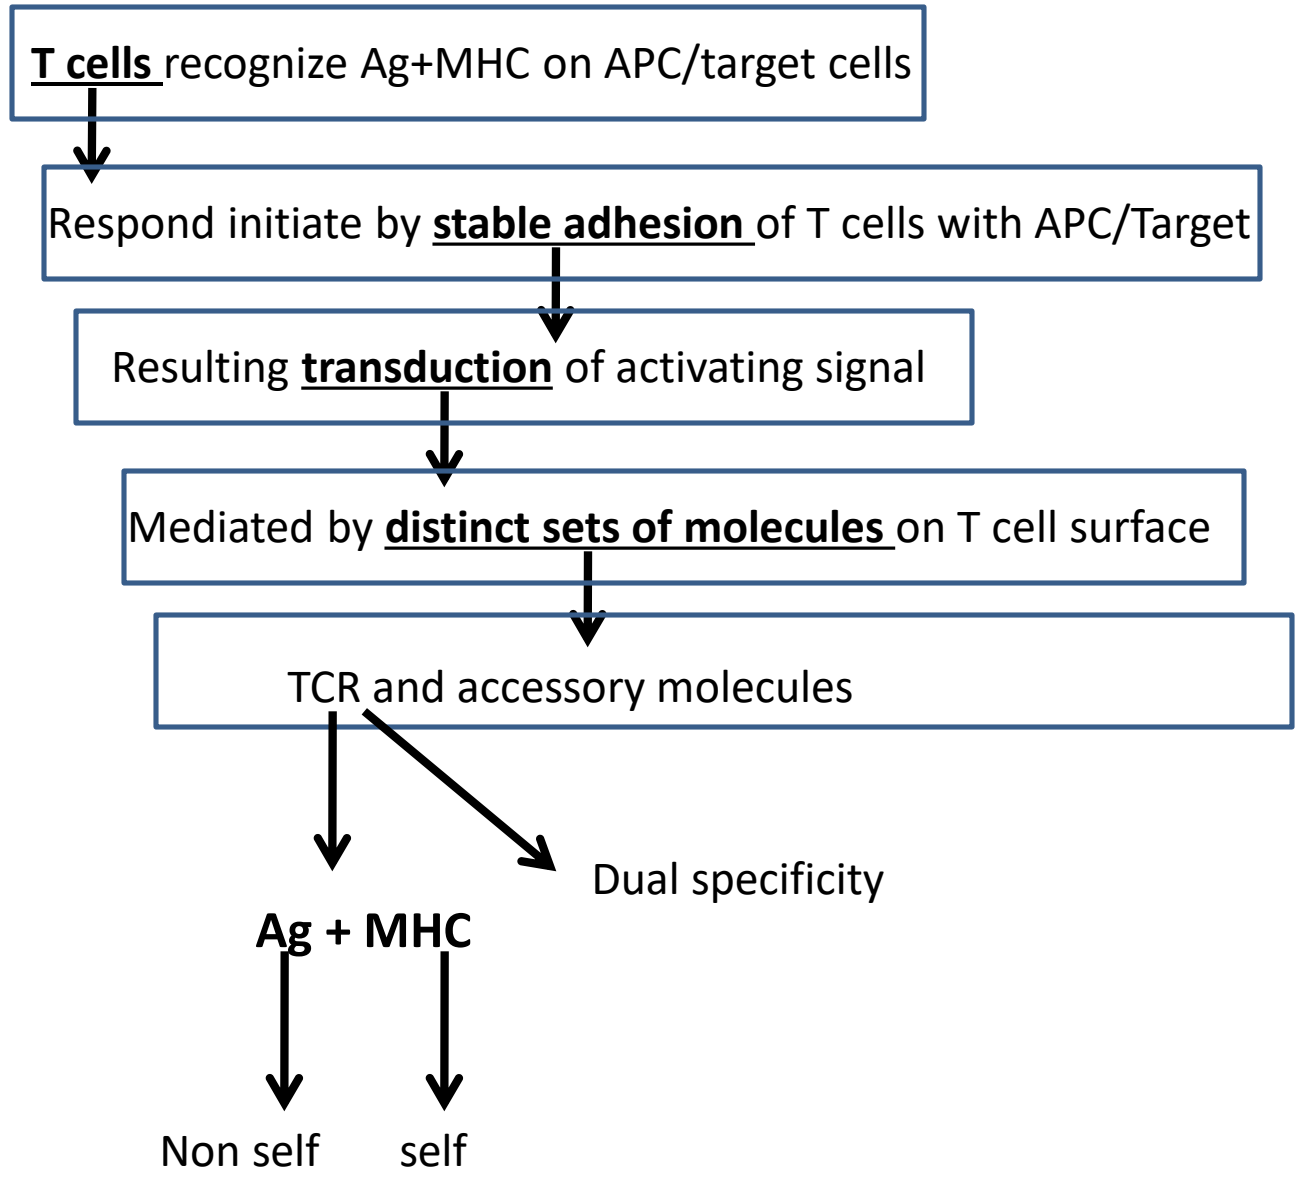 T cells recognize Ag+MHC on APC/target cells
Respond initiate by stable adhesion of T cells with APC/Target
Resulting transduction of activating signal
Mediated by distinct sets of molecules on T cell surface
TCR and accessory molecules
Dual specificity
Ag + MHC
Non self self